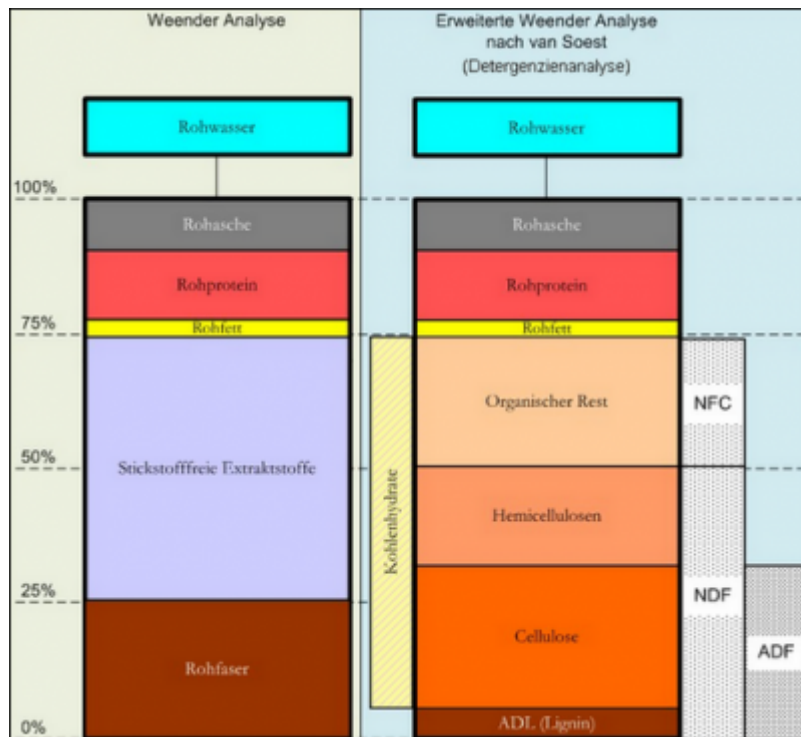 Weender Analyse
Erweiterte Weender Analyse
nach van Soest
(Detergenzienanalyse)
Rohwasser
Rohwasser
100%
Rohasche
Rohasche
Rohprotein
Rohprotein
75%
Rohfett
Rohfett
Organischer Rest
NFC
50%
Stickstofffreie Extraktstoffe
Kohlenhydrate
Hemicellulosen
25%
NDF
Rohfaser
Cellulose
ADF
0%
ADL (Lignin)